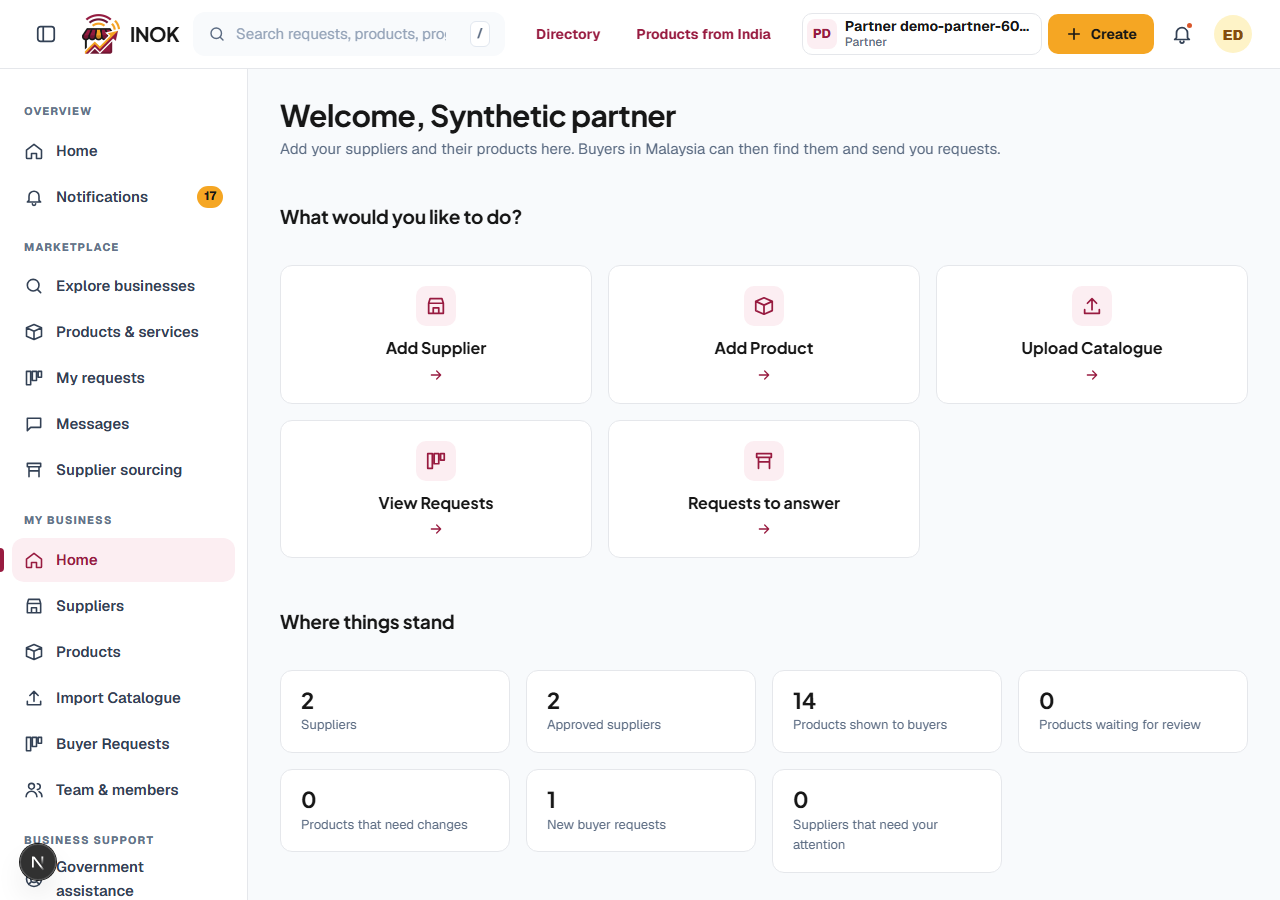 INOK
Search requests, products, pro
/
Directory
Products from India
PD
Partner demo-partner-60...
Partner
Create
ED
OVERVIEW
Home
Notifications
17
MARKETPLACE
Explore businesses
Products & services
My requests
Messages
Supplier sourcing
MY BUSINESS
Home
Suppliers
Products
Import Catalogue
Buyer Requests
Team & members
BUSINESS SUPPORT
N
Government
assistance
Welcome, Synthetic partner
Add your suppliers and their products here. Buyers in Malaysia can then find them and send you requests.
What would you like to do?
Add Supplier
Add Product
Upload Catalogue
View Requests
Requests to answer
Where things stand
2
Suppliers
2
Approved suppliers
14
Products shown to buyers
0
Products waiting for review
0
Products that need changes
1
New buyer requests
0
Suppliers that need your
attention